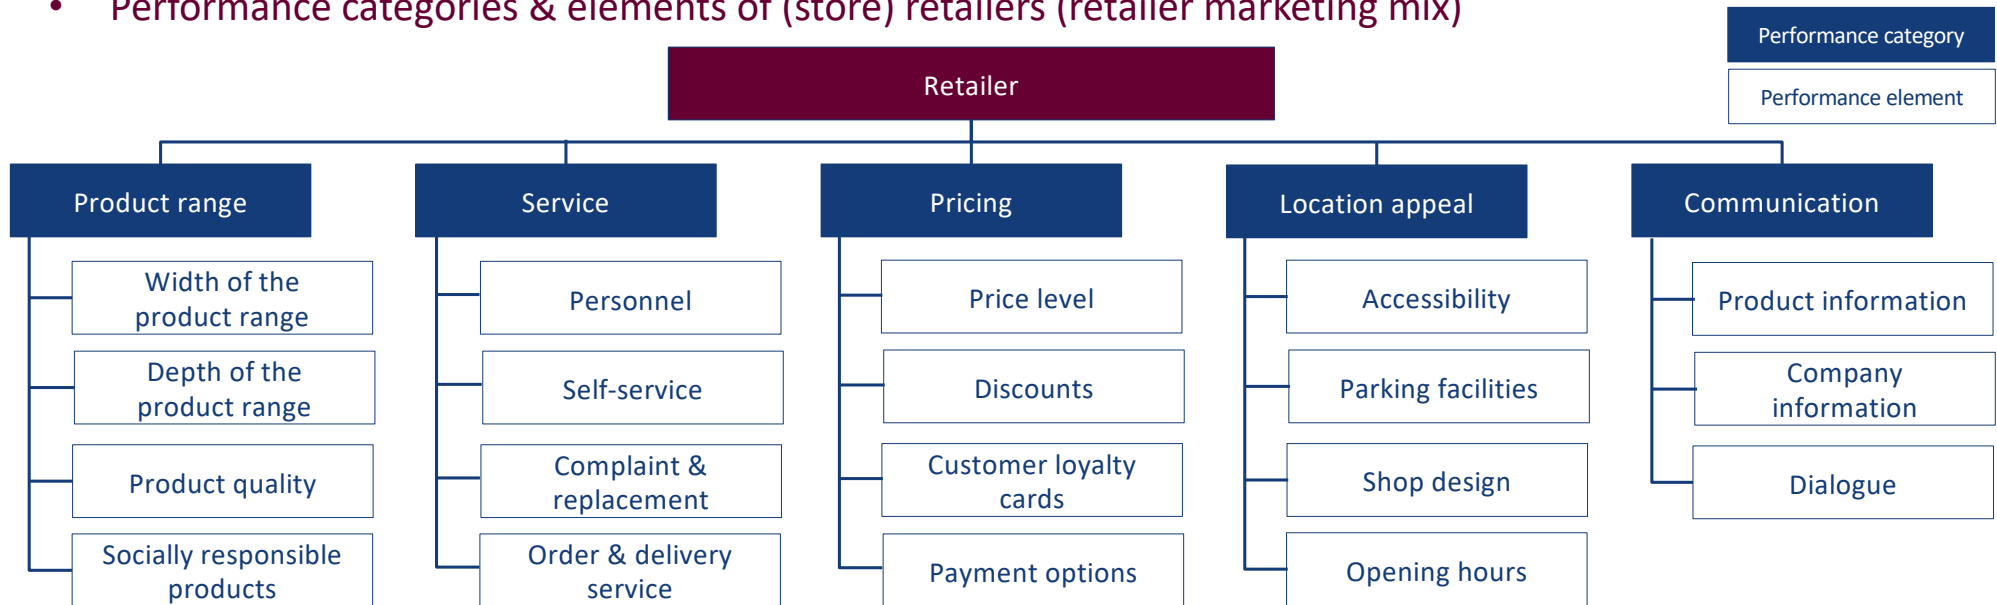 • Performance categories & elements of (store) retailers (retailer marketing mix)
Performance category
Performance element
Retailer
Product range
Width of the
product range
Depth of the
product range
Product quality
Socially responsible
products
Service
Personnel
Self-service
Complaint &
replacement
Order & delivery
service
Pricing
Price level
Discounts
Customer loyalty
cards
Payment options
Location appeal
Accessibility
Parking facilities
Shop design
Opening hours
Communication
Product information
Company
information
Dialogue